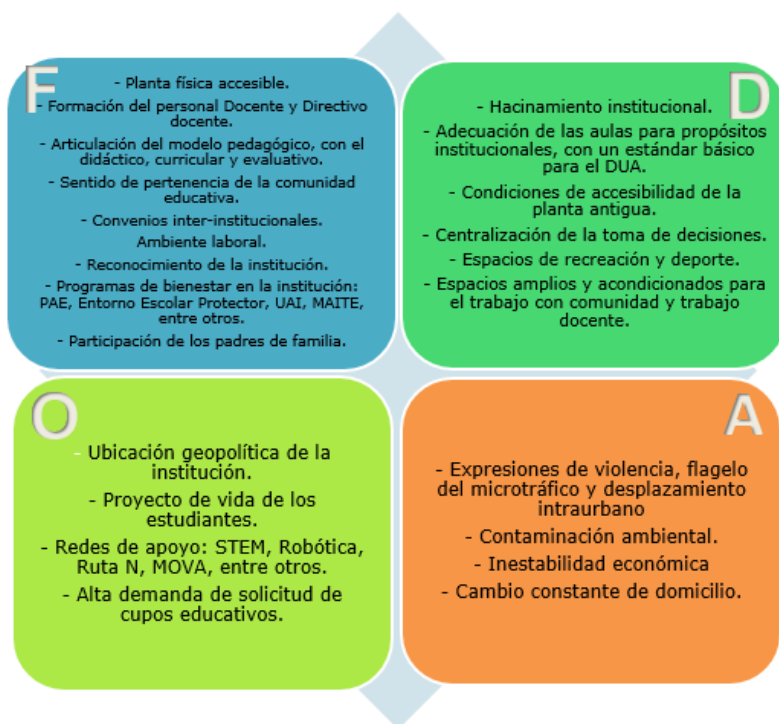 F
- Planta física accesible.
- Formación del personal Docente y Directivo
docente.
- Articulación del modelo pedagógico, con el
didáctico, curricular y evaluativo.
- Sentido de pertenencia de la comunidad
educativa.
- Convenios inter-institucionales.
Ambiente laboral.
- Reconocimiento de la institución.
- Programas de bienestar en la institución:
PAE, Entorno Escolar Protector, UAI, MAITE,
entre otros.
- Participación de los padres de familia.
D
- Hacinamiento institucional.
- Adecuación de las aulas para propósitos
institucionales, con un estándar básico
para el DUA.
- Condiciones de accesibilidad de la
planta antigua.
- Centralización de la toma de decisiones.
- Espacios de recreación y deporte.
- Espacios amplios y acondicionados para
el trabajo con comunidad y trabajo
docente.
O
- Ubicación geopolítica de la
institución.
- Proyecto de vida de los
estudiantes.
- Redes de apoyo: STEM, Robótica,
Ruta N, MOVA, entre otros.
- Alta demanda de solicitud de
cupos educativos.
A
- Expresiones de violencia, flagelo
del microtráfico y desplazamiento
intraurbano
- Contaminación ambiental.
- Inestabilidad económica
- Cambio constante de domicilio.